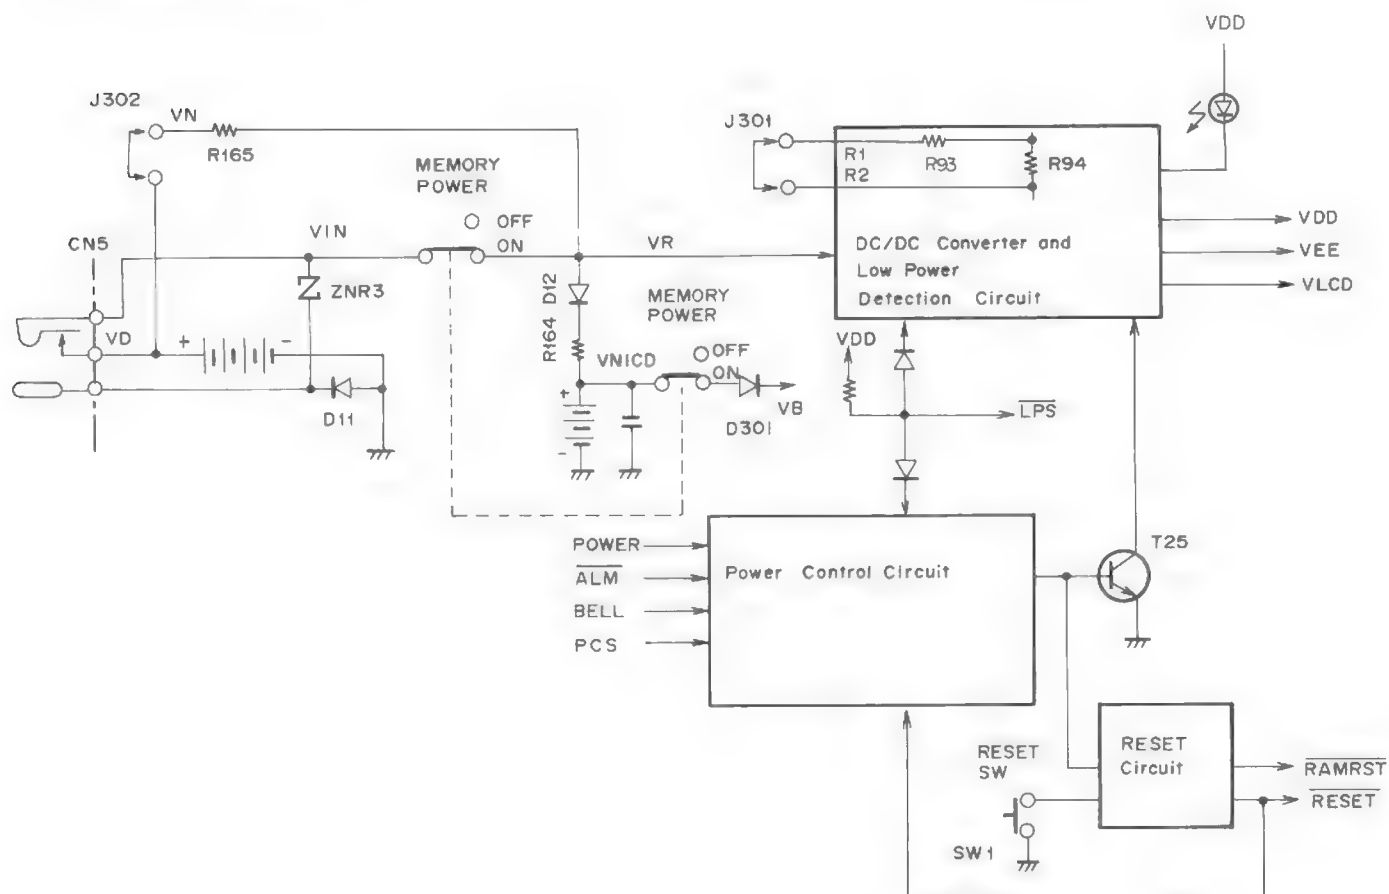 VDD
J302
VN
R165
J301
R1
R2
R93
R94
MEMORY
POWER
OFF
ON
CN5
VIN
VR
DC/DC Converter and
Low Power
Detection Circuit
VDD
VEE
VLCD
ZNR3
D12
R164
MEMORY
POWER
OFF
ON
VD
+
-
VNICD
VDD
D11
+
-
VB
D301
LPS
POWER
ALM
BELL
PCS
Power Control Circuit
T25
RESET
SW
RESET
Circuit
RAMRST
RESET
SW1